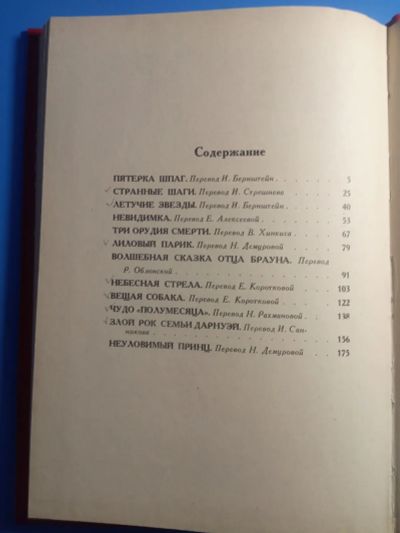 Содержание
ПЯТЕРКА ШПАГ. Перевод И. Бернштейн . . . . . . 5
СТРАННЫЕ ШАГИ. Перевод И. Стрешнева . . . . . 25
ЛЕТУЧИЕ ЗВЕЗДЫ. Перевод И. Бернштейн . . . . . 40
НЕВИДИМКА. Перевод Е. Алексеевой . . . . . . . 53
ТРИ ОРУДИЯ СМЕРТИ. Перевод В. Хинкиса . . . . 67
ЛИЛОВЫЙ ПАРИК. Перевод Н. Демуровой . . . . . 79
ВОЛШЕБНАЯ СКАЗКА ОТЦА БРАУНА. Перевод
Р. Облонской . . . . . . . . . . . . 91
НЕБЕСНАЯ СТРЕЛА. Перевод Е. Коротковой . . . . 103
ВЕЩАЯ СОБАКА. Перевод Е. Коротковой . . . . . 122
ЧУДО «ПОЛУМЕСЯЦА». Перевод Н. Рахмановой . . . 138
ЗЛОЙ РОК СЕМЬИ ДАРНУЭЙ. Перевод И. Сан-
никова . . . . . . . . . . . . . 156
НЕУЛОВИМЫЙ ПРИНЦ. Перевод Н. Демуровой . . . 175